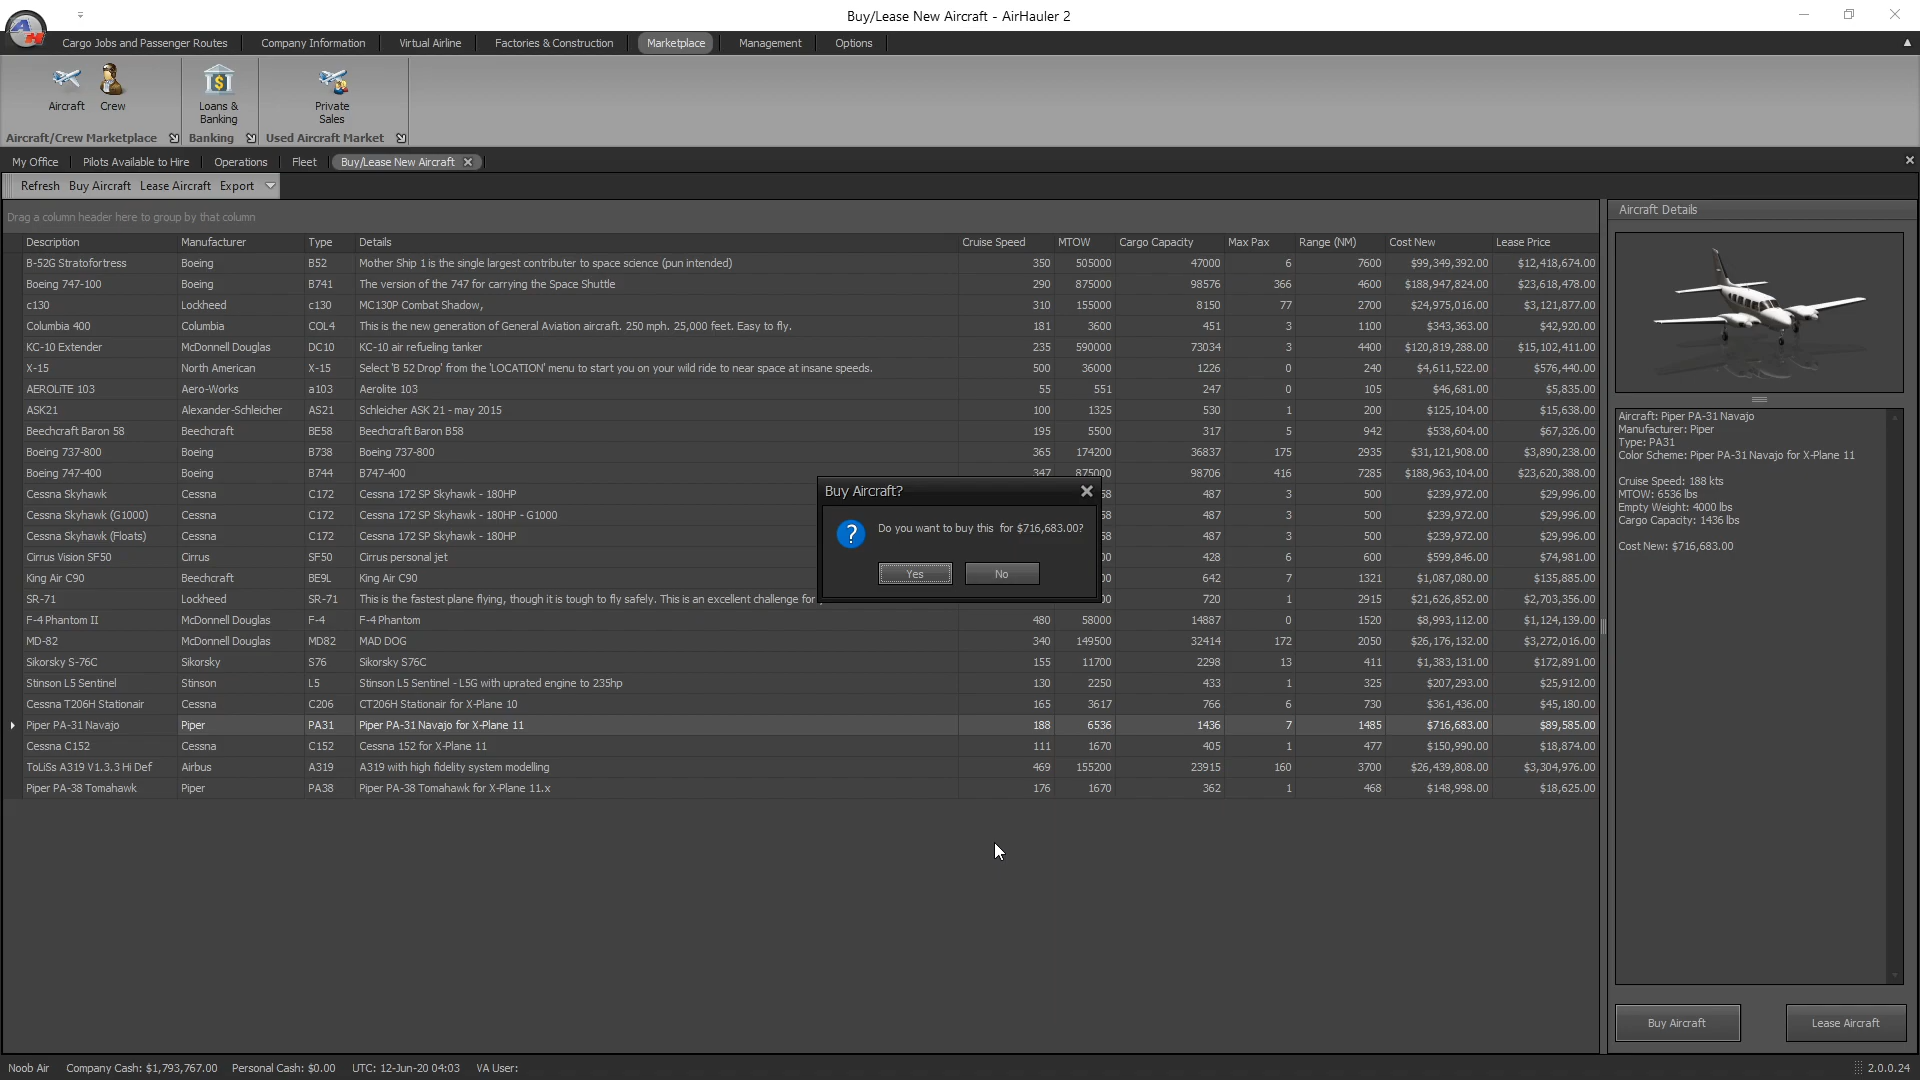 Buy/Lease New Aircraft - AirHauler 2
Cargo Jobs and Passenger Routes Company Information Virtual Airline Factories & Construction Marketplace Management Options
Aircraft Crew Loans & Banking Private Sales
Aircraft/Crew Marketplace Banking Used Aircraft Market
My Office Pilots Available to Hire Operations Fleet Buy/Lease New Aircraft
Refresh Buy Aircraft Lease Aircraft Export
Drag a column header here to group by that column
Description Manufacturer Type Details Cruise Speed MTOW Cargo Capacity Max Pax Range (NM) Cost New Lease Price
B-52G Stratofortress Boeing B52 Mother Ship 1 is the single largest contributer to space science (pun intended) 350 505000 47000 6 7600 $99,349,392.00 $12,418,674.00
Boeing 747-100 Boeing B741 The version of the 747 for carrying the Space Shuttle 290 875000 98576 366 4600 $188,947,824.00 $23,618,478.00
c130 Lockheed c130 MC130P Combat Shadow, 310 155000 8150 77 2700 $24,975,016.00 $3,121,877.00
Columbia 400 Columbia COL4 This is the new generation of General Aviation aircraft. 250 mph. 25,000 feet. Easy to fly. 181 3600 451 3 1100 $343,363.00 $42,920.00
KC-10 Extender McDonnell Douglas DC10 KC-10 air refueling tanker 235 590000 73034 3 4400 $120,819,288.00 $15,102,411.00
X-15 North American X-15 Select 'B 52 Drop' from the 'LOCATION' menu to start you on your wild ride to near space at insane speeds. 500 36000 1226 0 240 $4,611,522.00 $576,440.00
AEROLITE 103 Aero-Works a103 Aerolite 103 55 551 247 0 105 $46,681.00 $5,835.00
ASK21 Alexander-Schleicher AS21 Schleicher ASK 21 - may 2015 100 1325 530 1 200 $125,104.00 $15,638.00
Beechcraft Baron 58 Beechcraft BE58 Beechcraft Baron B58 195 5500 317 5 942 $538,604.00 $67,326.00
Boeing 737-800 Boeing B738 Boeing 737-800 365 174200 36837 175 2935 $31,121,908.00 $3,890,238.00
Boeing 747-400 Boeing B744 B747-400 347 875000 98706 416 7285 $188,963,104.00 $23,620,388.00
Cessna Skyhawk Cessna C172 Cessna 172 SP Skyhawk - 180HP 58 487 3 500 $239,972.00 $29,996.00
Cessna Skyhawk (G1000) Cessna C172 Cessna 172 SP Skyhawk - 180HP - G1000 58 487 3 500 $239,972.00 $29,996.00
Cessna Skyhawk (Floats) Cessna C172 Cessna 172 SP Skyhawk - 180HP 58 487 3 500 $239,972.00 $29,996.00
Cirrus Vision SF50 Cirrus SF50 Cirrus personal jet 00 428 6 600 $599,846.00 $74,981.00
King Air C90 Beechcraft BE9L King Air C90 00 642 7 1321 $1,087,080.00 $135,885.00
SR-71 Lockheed SR-71 This is the fastest plane flying, though it is tough to fly safely. This is an excellent challenge for 00 720 1 2915 $21,626,852.00 $2,703,356.00
F-4 Phantom II McDonnell Douglas F-4 F-4 Phantom 480 58000 14887 0 1520 $8,993,112.00 $1,124,139.00
MD-82 McDonnell Douglas MD82 MAD DOG 340 149500 32414 172 2050 $26,176,132.00 $3,272,016.00
Sikorsky S-76C Sikorsky S76 Sikorsky S76C 155 11700 2298 13 411 $1,383,131.00 $172,891.00
Stinson L5 Sentinel Stinson L5 Stinson L5 Sentinel - L5G with uprated engine to 235hp 130 2250 433 1 325 $207,293.00 $25,912.00
Cessna T206H Stationair Cessna C206 CT206H Stationair for X-Plane 10 165 3617 766 6 730 $361,436.00 $45,180.00
Piper PA-31 Navajo Piper PA31 Piper PA-31 Navajo for X-Plane 11 188 6536 1436 7 1485 $716,683.00 $89,585.00
Cessna C152 Cessna C152 Cessna 152 for X-Plane 11 111 1670 405 1 477 $150,990.00 $18,874.00
ToLiSs A319 V1.3.3 Hi Def Airbus A319 A319 with high fidelity system modelling 469 155200 23915 160 3700 $26,439,808.00 $3,304,976.00
Piper PA-38 Tomahawk Piper PA38 Piper PA-38 Tomahawk for X-Plane 11.x 176 1670 362 1 468 $148,998.00 $18,625.00
Buy Aircraft?
Do you want to buy this for $716,683.00?
Yes No
Aircraft Details
Aircraft: Piper PA-31 Navajo
Manufacturer: Piper
Type: PA31
Color Scheme: Piper PA-31 Navajo for X-Plane 11
Cruise Speed: 188 kts
MTOW: 6536 lbs
Empty Weight: 4000 lbs
Cargo Capacity: 1436 lbs
Cost New: $716,683.00
Buy Aircraft Lease Aircraft
Noob Air Company Cash: $1,793,767.00 Personal Cash: $0.00 UTC: 12-Jun-20 04:03 VA User: 2.0.0.24